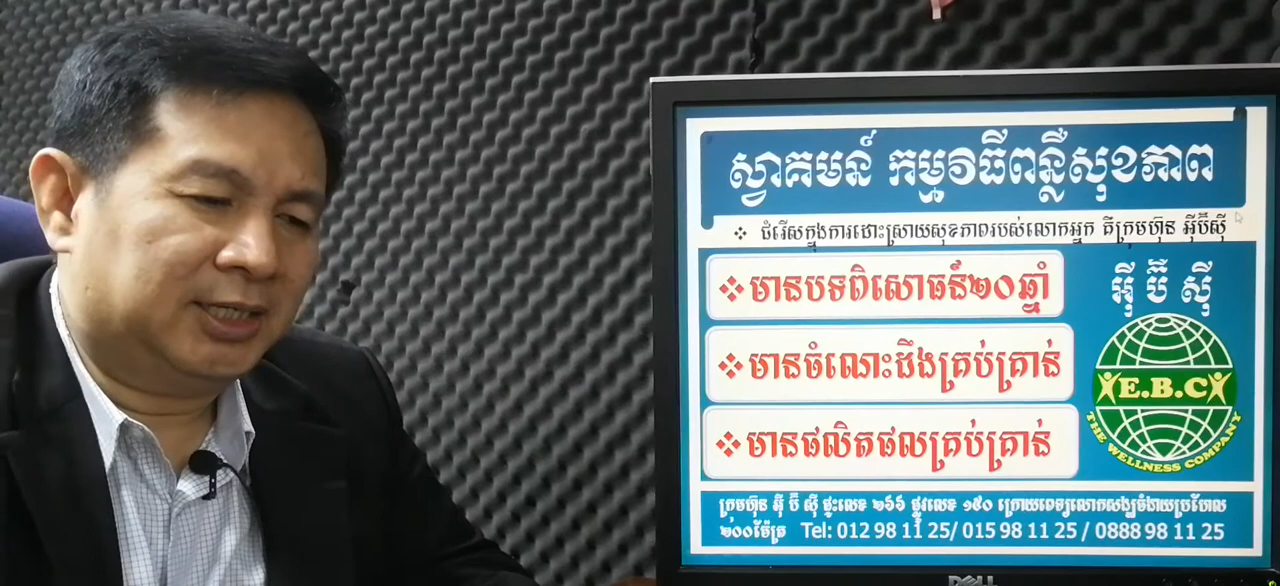 ស្វាគមន៍ កម្មវិធីពន្លឺសុខភាព
❖ ជំរើសក្នុងការដោះស្រាយសុខភាពរបស់លោកអ្នក គឺក្រុមហ៊ុន អ៊ីប៊ីស៊ី
❖មានបទពិសោធន៍២០ឆ្នាំ
❖មានចំណេះដឹងគ្រប់គ្រាន់
❖មានផលិតផលគ្រប់គ្រាន់
អ៊ី ប៊ី ស៊ី
E.B.C
THE WELLNESS COMPANY
ក្រុមហ៊ុន អ៊ី ប៊ី ស៊ី ផ្ទះលេខ ២៦៦ ផ្លូវលេខ ១៥០ ក្រោយពេទ្យលោកសង្ឃចំងាយប្រហែល
២០០ម៉ែត្រ Tel: 012 98 11 25/ 015 98 11 25 / 0888 98 11 25
DELL